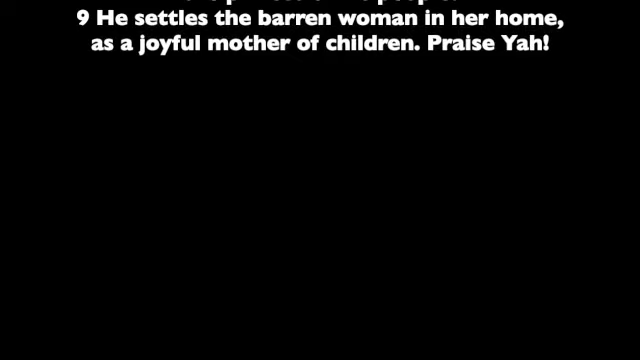 9 He settles the barren woman in her home,
as a joyful mother of children. Praise Yah!